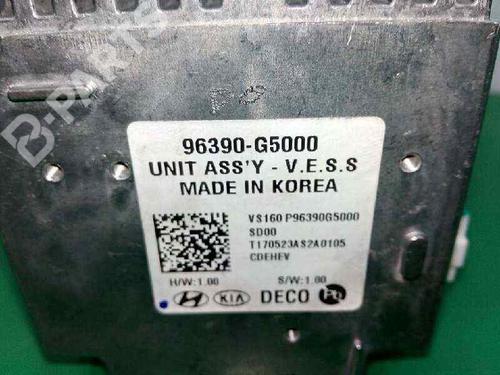 B-PARTS
96390-G5000
UNIT ASS'Y - V.E.S.S
MADE IN KOREA
VS160 P96390G5000
SD00
T170523AS2A0105
CDEHEV
H/W:1.00 S/W:1.00
KIA DECO